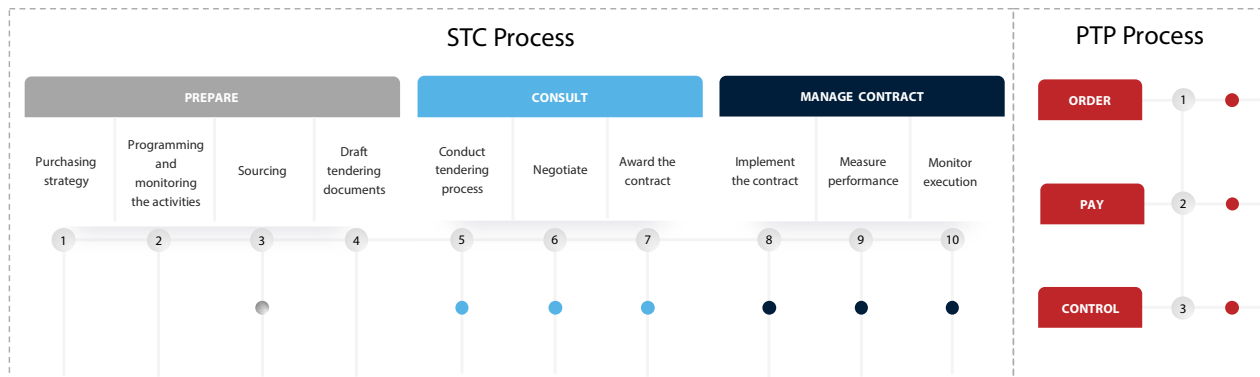 STC Process
PTP Process
PREPARE
CONSULT
MANAGE CONTRACT
Purchasing
strategy
Programming
and
monitoring
the activities
Sourcing
Draft
tendering
documents
Conduct
tendering
process
Negotiate
Award the
contract
Implement
the contract
Measure
performance
Monitor
execution
1
2
3
4
5
6
7
8
9
10
ORDER
1
PAY
2
CONTROL
3